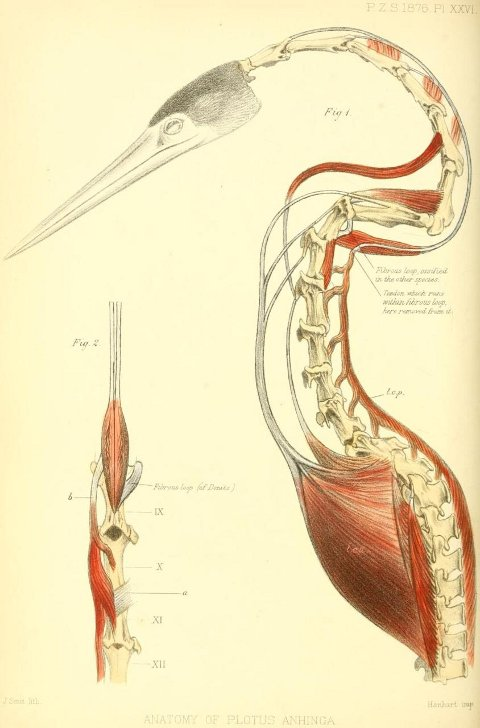 P.Z.S. 1876. Pl. XXVI.
Fig. 1.
Fibrous loop, ossified
in the other species.
Tendon which runs
within fibrous loop,
here removed from it.
Fig. 2.
l.c.p.
Fibrous loop (of Donitz)
b
IX
X
a
XI
XII
J. Smit lith.
Hanhart imp.
ANATOMY OF PLOTUS ANHINGA